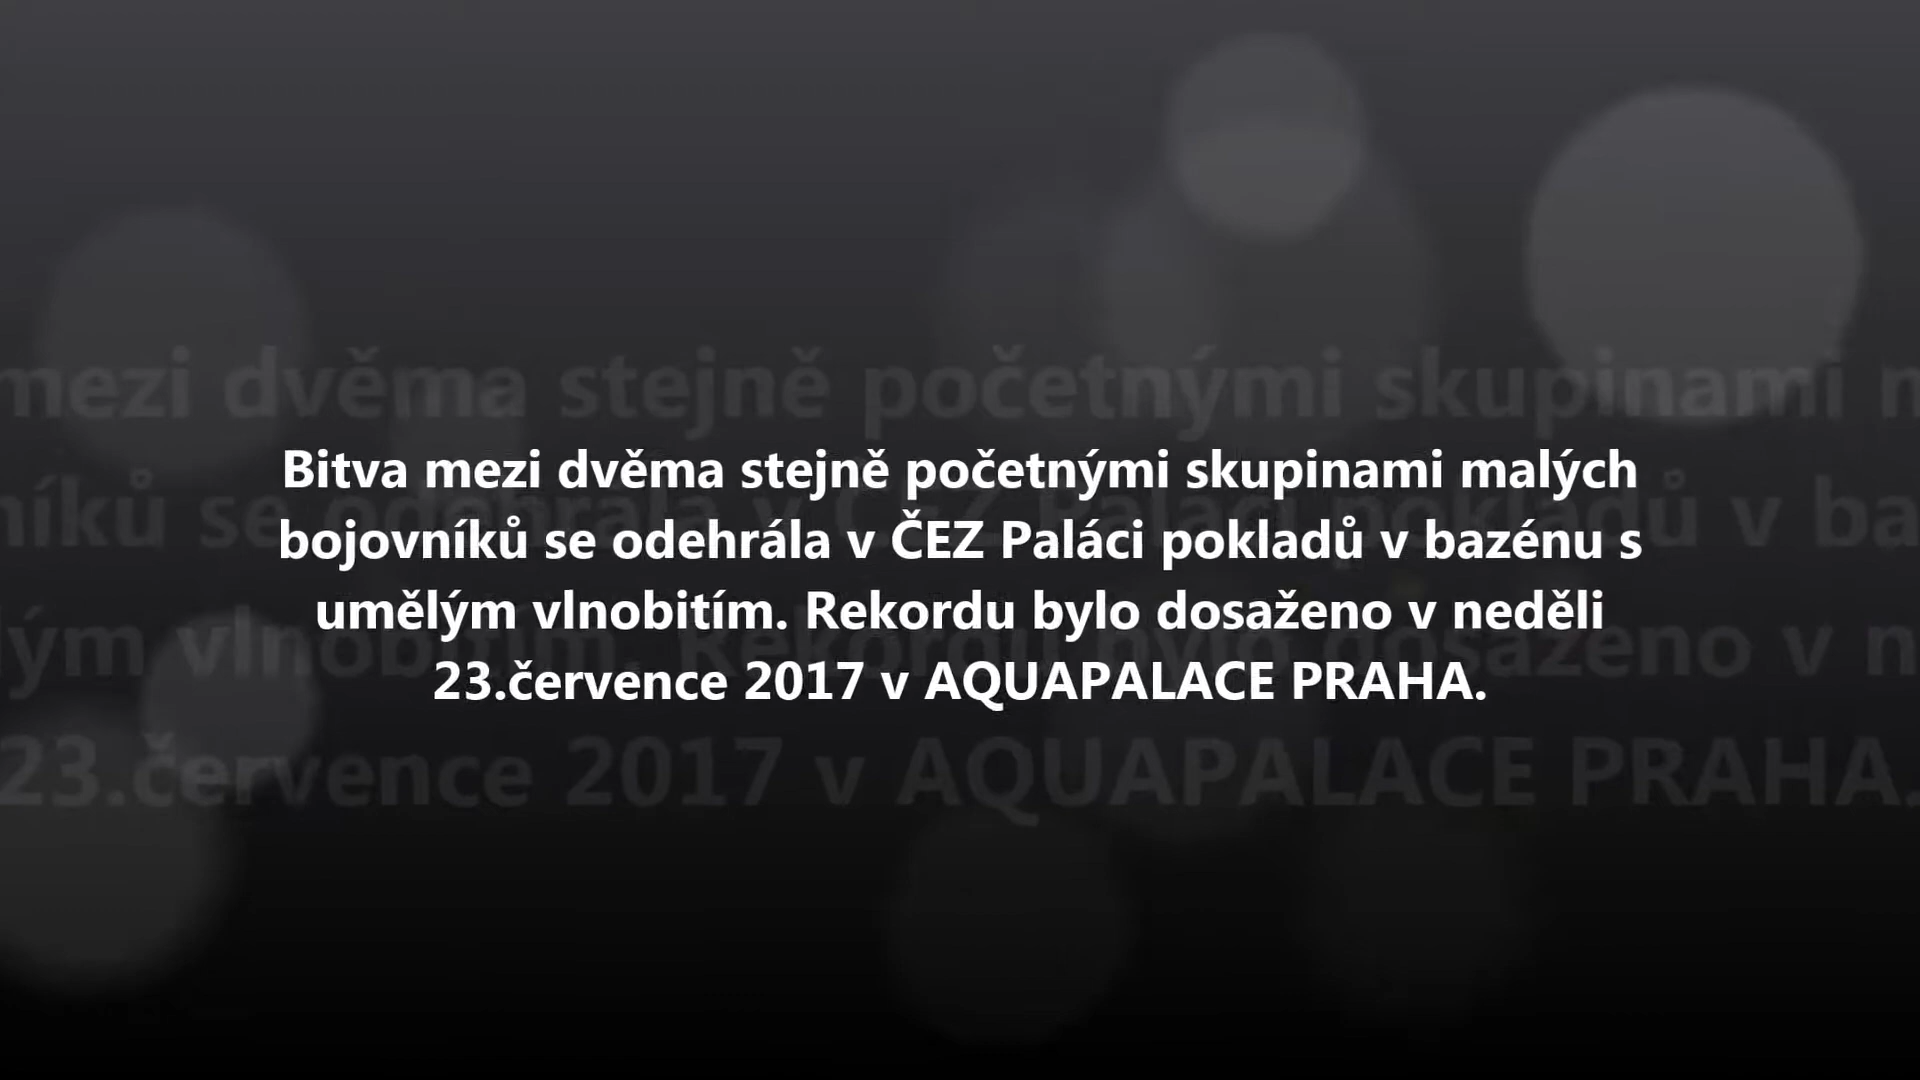 Bitva mezi dvěma stejně početnými skupinami malých
bojovníků se odehrála v ČEZ Paláci pokladů v bazénu s
umělým vlnobitím. Rekordu bylo dosaženo v neděli
23.července 2017 v AQUAPALACE PRAHA.